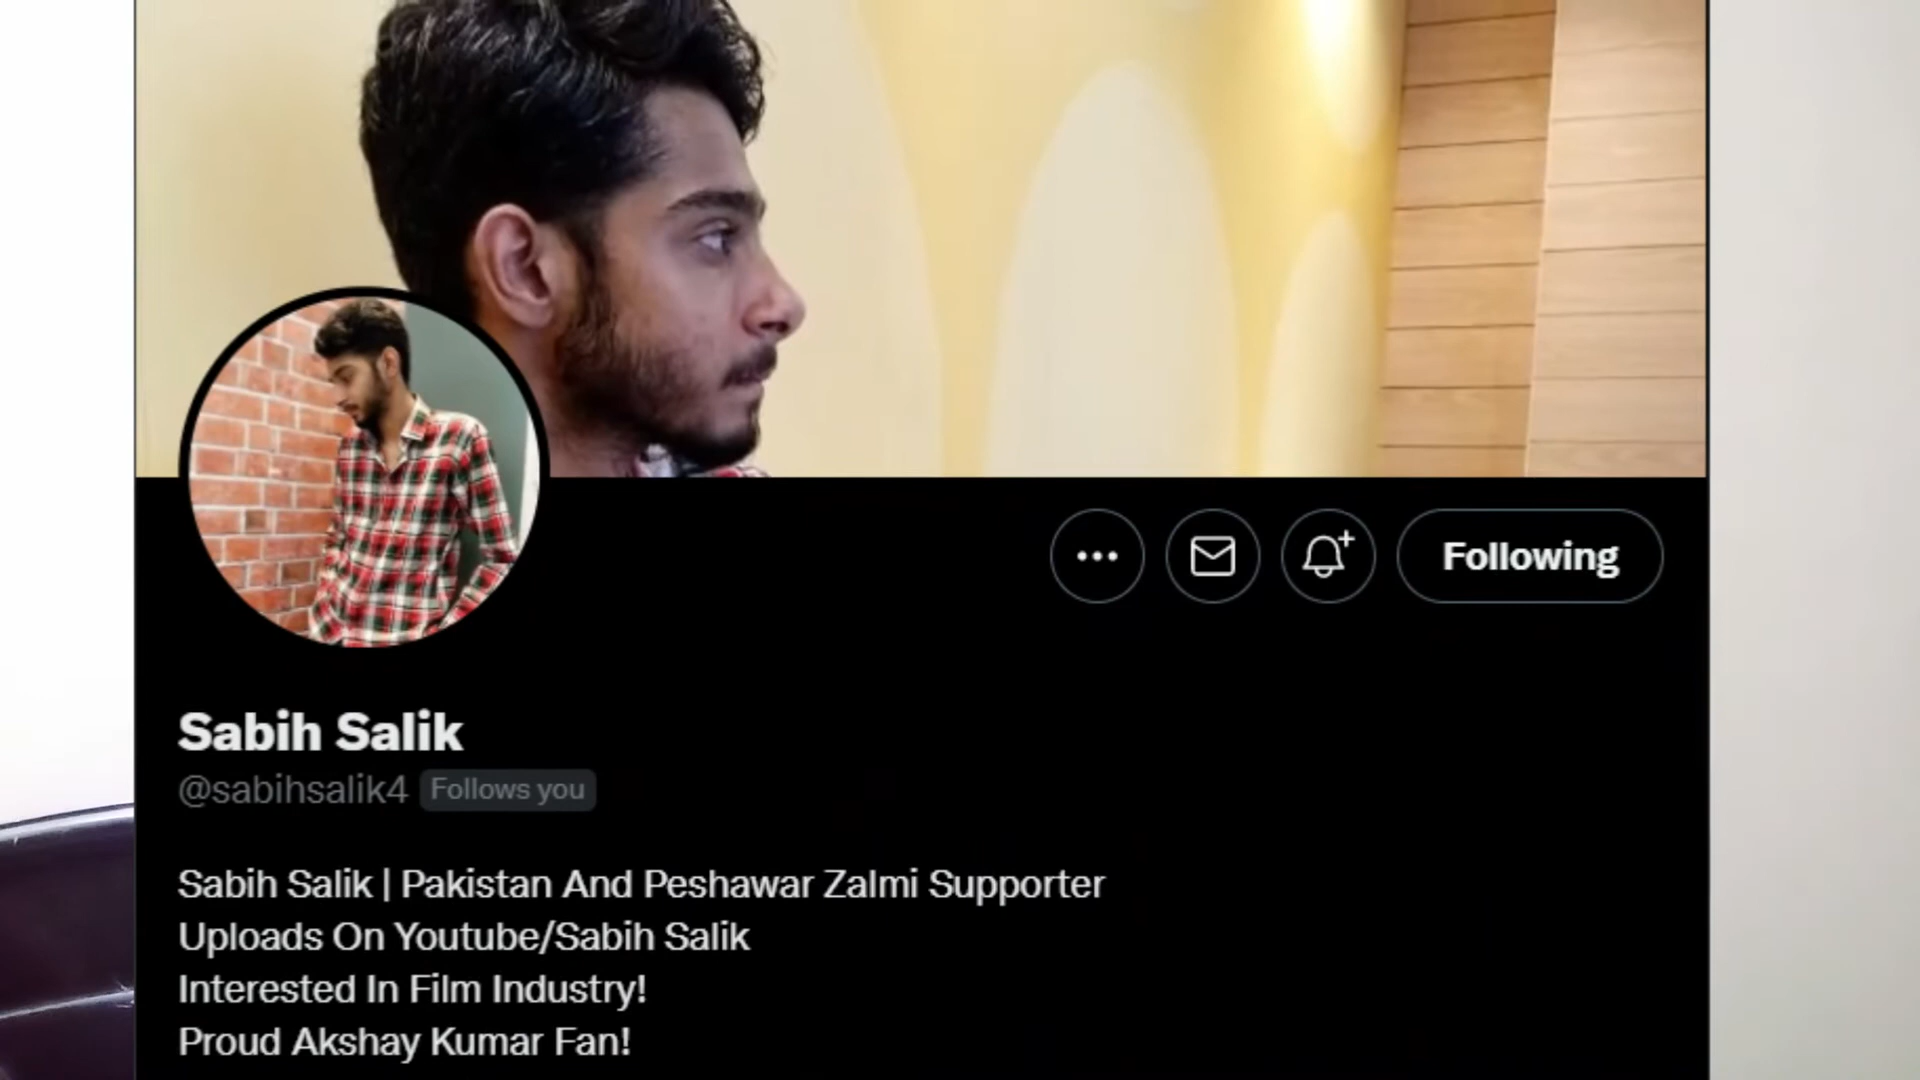 Following
Sabih Salik
@sabihsalik4 Follows you
Sabih Salik | Pakistan And Peshawar Zalmi Supporter
Uploads On Youtube/Sabih Salik
Interested In Film Industry!
Proud Akshay Kumar Fan!